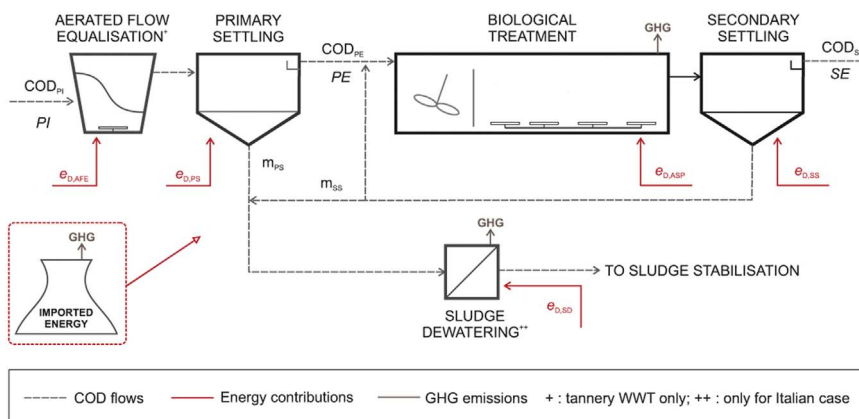 AERATED FLOW
EQUALISATION+
PRIMARY
SETTLING
BIOLOGICAL
TREATMENT
SECONDARY
SETTLING
GHG
COD_PE
COD_S
COD_PI
PE
SE
PI
e_D,AFE
e_D,PS
m_PS
m_SS
e_D,ASP
e_D,SS
GHG
GHG
IMPORTED
ENERGY
TO SLUDGE STABILISATION
e_D,SD
SLUDGE
DEWATERING++
COD flows
Energy contributions
GHG emissions
+ : tannery WWT only; ++ : only for Italian case